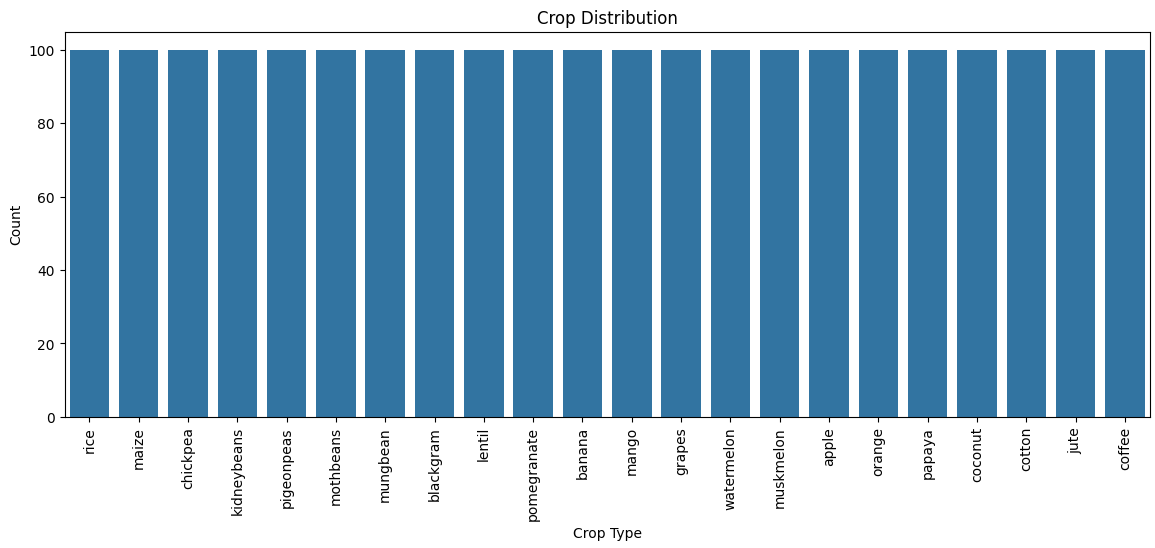 Crop Distribution
100
80
60
40
20
0
Count
rice
maize
chickpea
kidneybeans
pigeonpeas
mothbeans
mungbean
blackgram
lentil
pomegranate
banana
mango
grapes
watermelon
muskmelon
apple
orange
papaya
coconut
cotton
jute
coffee
Crop Type